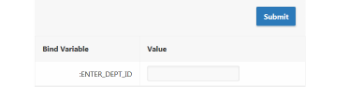 Submit
Bind Variable Value
:ENTER_DEPT_ID